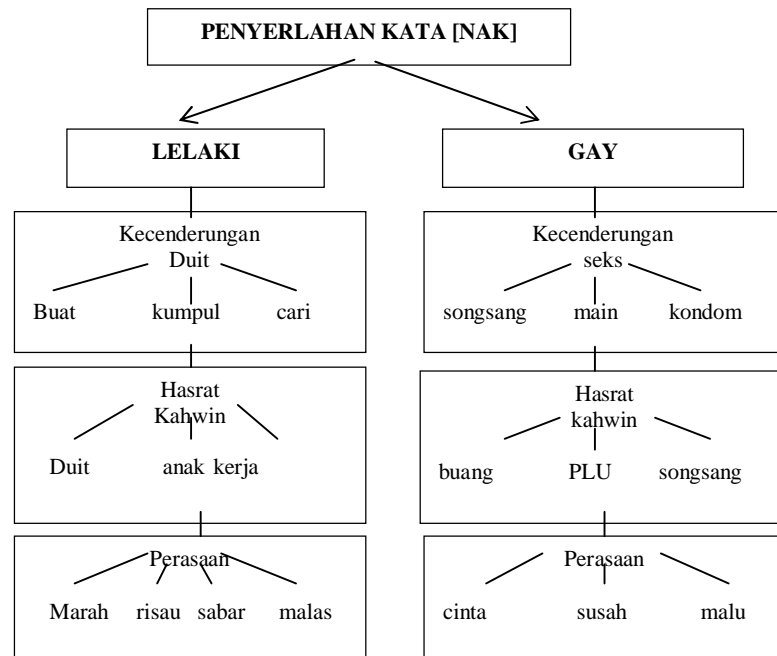 PENYERLAHAN KATA [NAK]
LELAKI
Kecenderungan
Duit
Buat kumpul cari
Hasrat
Kahwin
Duit anak kerja
Perasaan
Marah risau sabar malas
GAY
Kecenderungan
seks
songsang main kondom
Hasrat
kahwin
buang PLU songsang
Perasaan
cinta susah malu